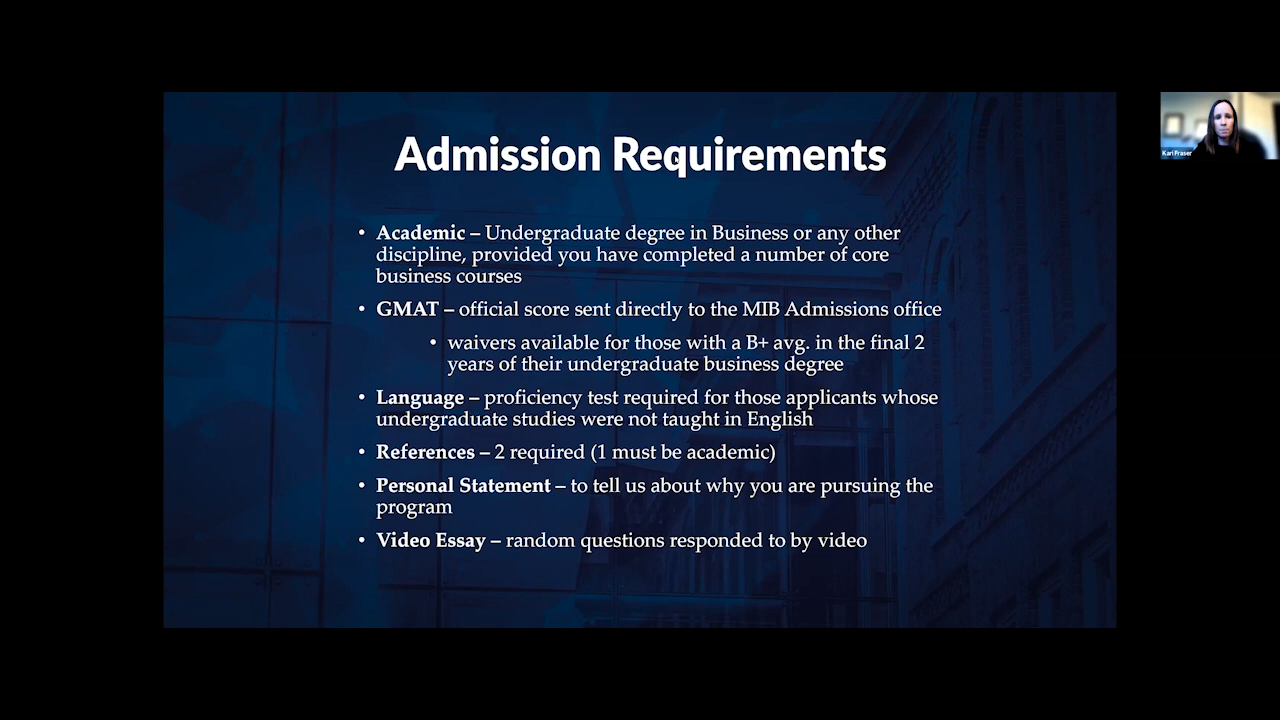 Admission Requirements
• Academic – Undergraduate degree in Business or any other
discipline, provided you have completed a number of core
business courses
• GMAT – official score sent directly to the MIB Admissions office
• waivers available for those with a B+ avg. in the final 2
years of their undergraduate business degree
• Language – proficiency test required for those applicants whose
undergraduate studies were not taught in English
• References – 2 required (1 must be academic)
• Personal Statement – to tell us about why you are pursuing the
program
• Video Essay – random questions responded to by video
Kari Fraser